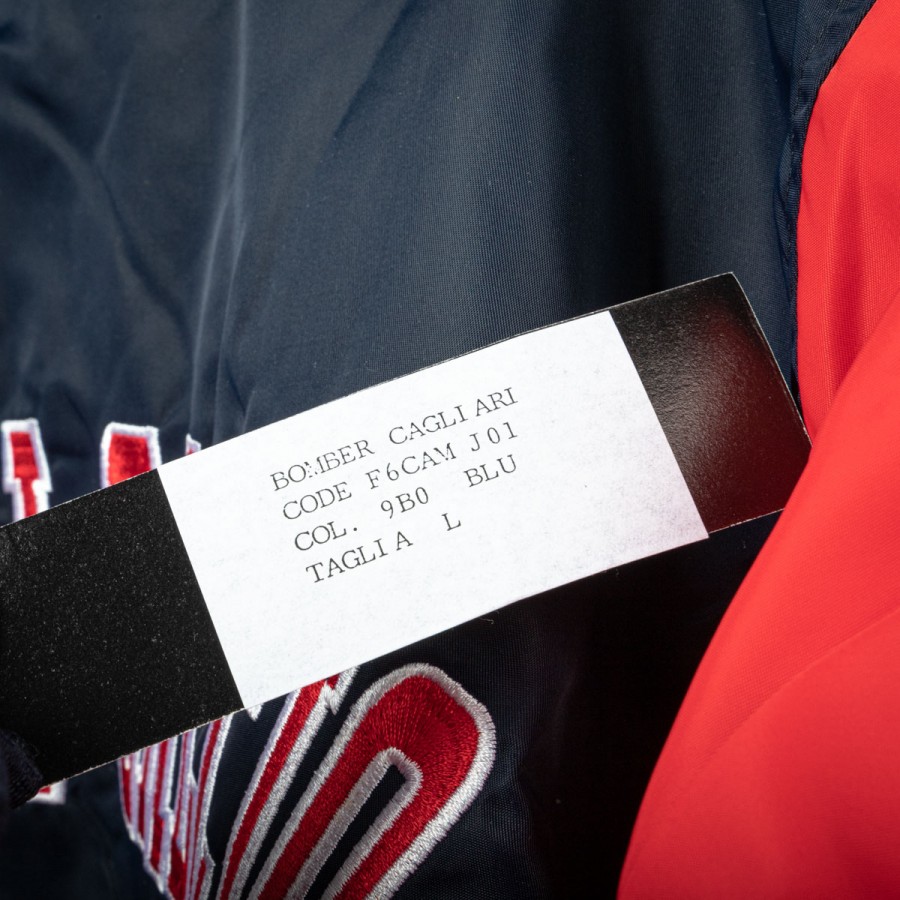 BOMBER CAGLIARI
CODE F6CAM J01
COL. 9B0 BLU
TAGLIA L